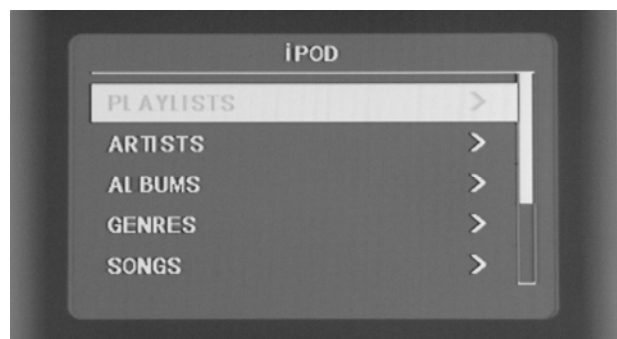 iPOD
PLAYLISTS >
ARTISTS >
ALBUMS >
GENRES >
SONGS >